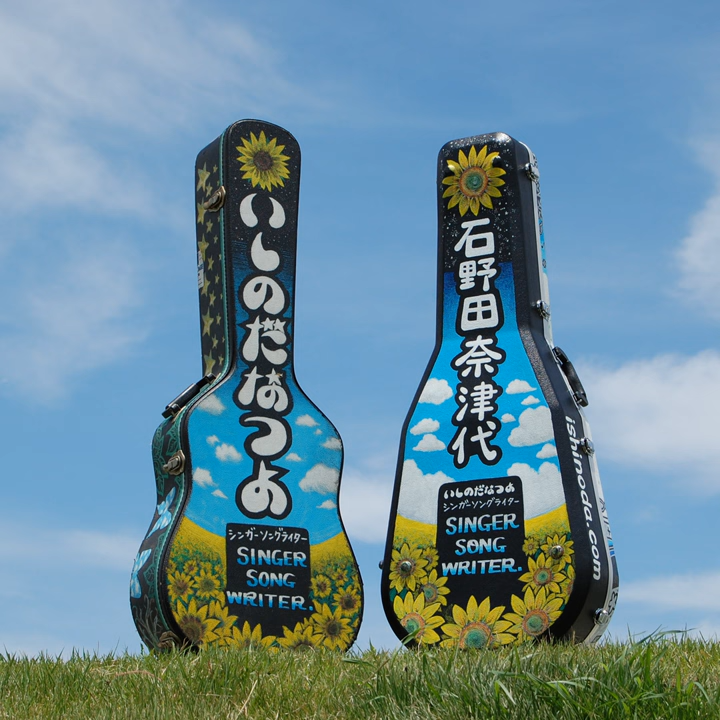 いしのだなつよ
シンガーソングライター
SINGER
SONG
WRITER.
石野田奈津代
いしのだなつよ
シンガーソングライター
SINGER
SONG
WRITER.
ishinoda.com